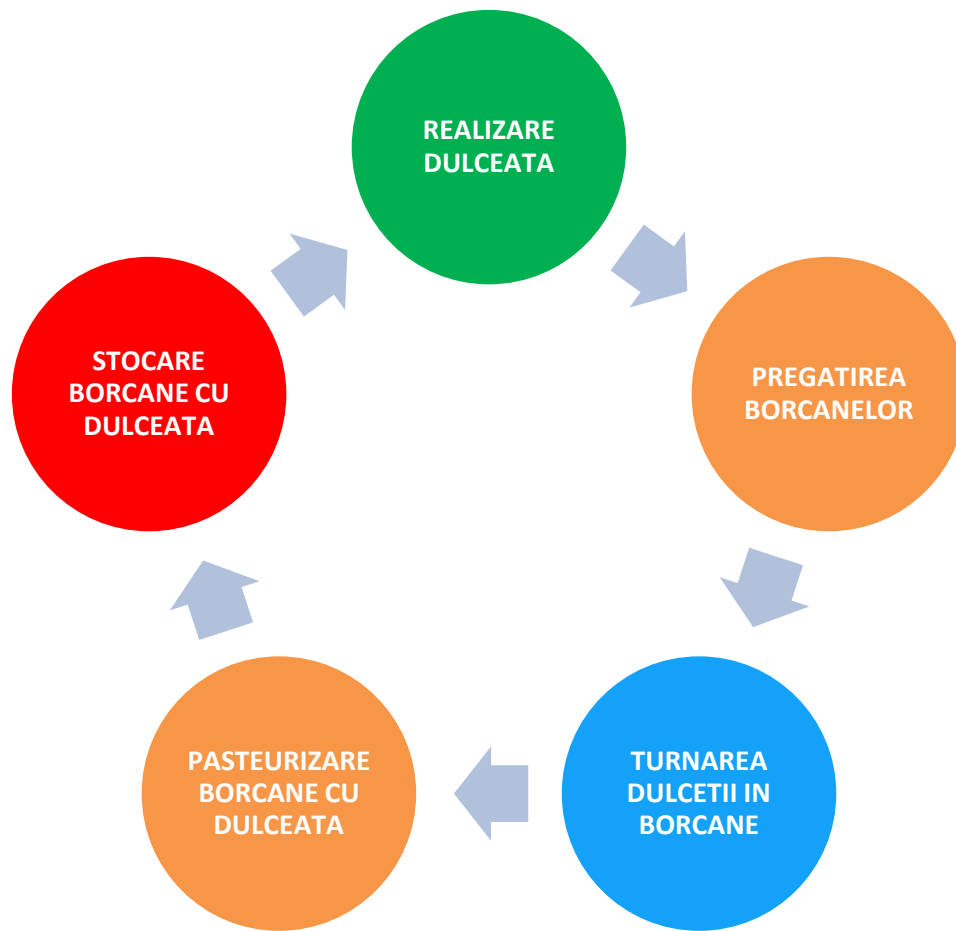 REALIZARE
DULCEATA
PREGATIREA
BORCANELOR
TURNAREA
DULCETII IN
BORCANE
PASTEURIZARE
BORCANE CU
DULCEATA
STOCARE
BORCANE CU
DULCEATA